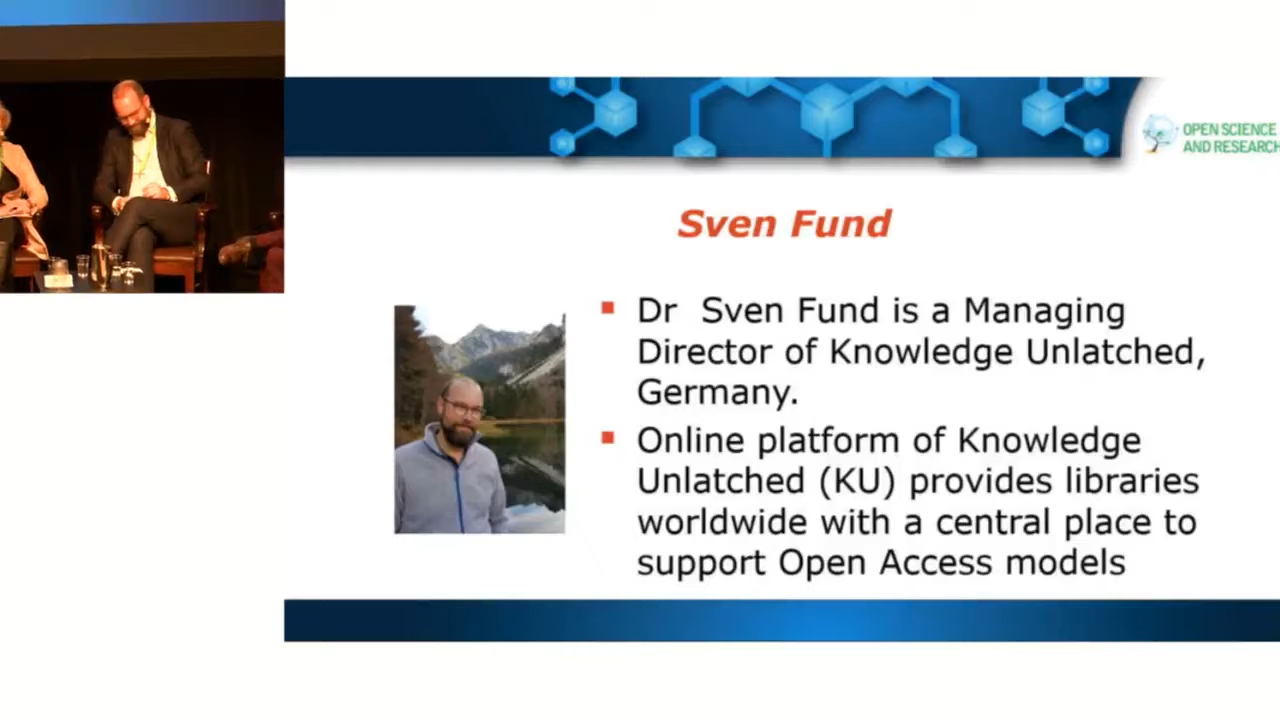 OPEN SCIENCE
AND RESEARCH
Sven Fund
Dr Sven Fund is a Managing
Director of Knowledge Unlatched,
Germany.
Online platform of Knowledge
Unlatched (KU) provides libraries
worldwide with a central place to
support Open Access models